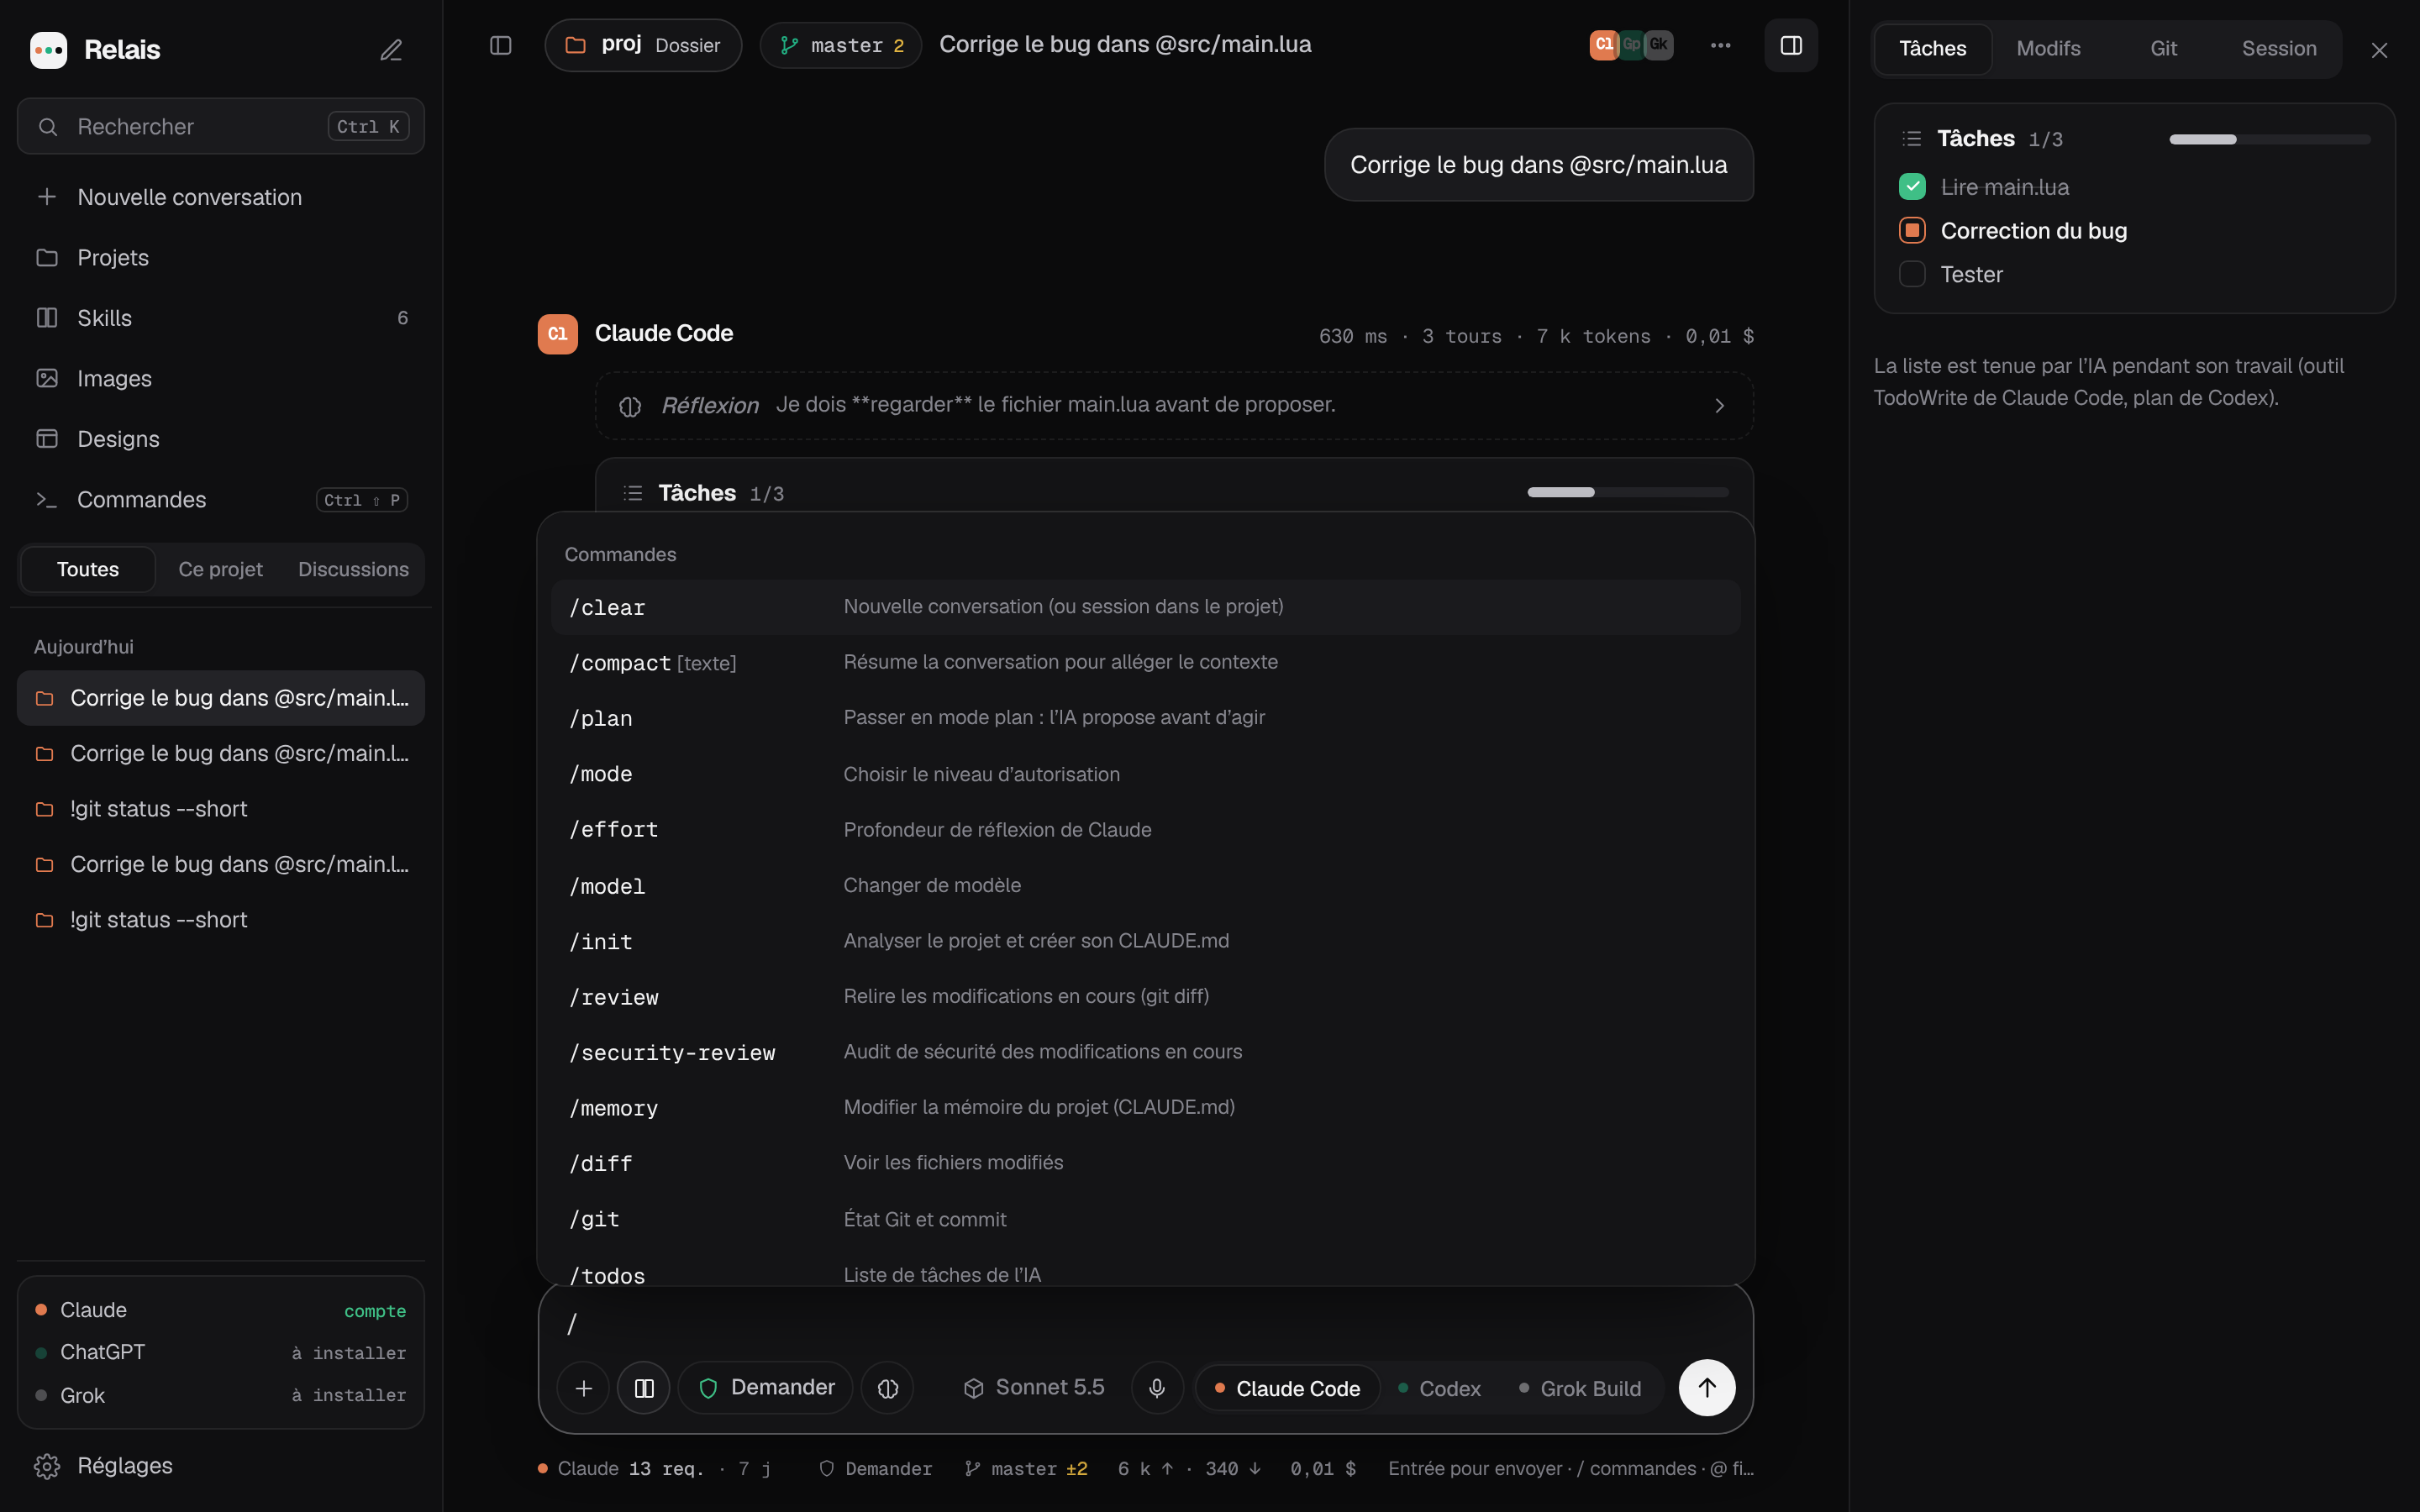 Relais
Rechercher
Ctrl K
Nouvelle conversation
Projets
Skills
6
Images
Designs
Commandes
Ctrl ⇧ P
Toutes
Ce projet
Discussions
Aujourd’hui
Corrige le bug dans @src/main.l…
Corrige le bug dans @src/main.l…
!git status --short
Corrige le bug dans @src/main.l…
!git status --short
Claude
compte
ChatGPT
à installer
Grok
à installer
Réglages
proj Dossier
master 2
Corrige le bug dans @src/main.lua
Cl
Gp
Gk
Corrige le bug dans @src/main.lua
Cl
Claude Code
630 ms · 3 tours · 7 k tokens · 0,01 $
Réflexion Je dois **regarder** le fichier main.lua avant de proposer.
Tâches 1/3
Commandes
/clear Nouvelle conversation (ou session dans le projet)
/compact [texte] Résume la conversation pour alléger le contexte
/plan Passer en mode plan : l’IA propose avant d’agir
/mode Choisir le niveau d’autorisation
/effort Profondeur de réflexion de Claude
/model Changer de modèle
/init Analyser le projet et créer son CLAUDE.md
/review Relire les modifications en cours (git diff)
/security-review Audit de sécurité des modifications en cours
/memory Modifier la mémoire du projet (CLAUDE.md)
/diff Voir les fichiers modifiés
/git État Git et commit
/todos Liste de tâches de l’IA
/
Demander
Sonnet 5.5
Claude Code
Codex
Grok Build
Claude 13 req. · 7 j
Demander
master ±2
6 k ↑ · 340 ↓
0,01 $
Entrée pour envoyer · / commandes · @ fi…
Tâches
Modifs
Git
Session
Tâches 1/3
Lire main.lua
Correction du bug
Tester
La liste est tenue par l’IA pendant son travail (outil
TodoWrite de Claude Code, plan de Codex).